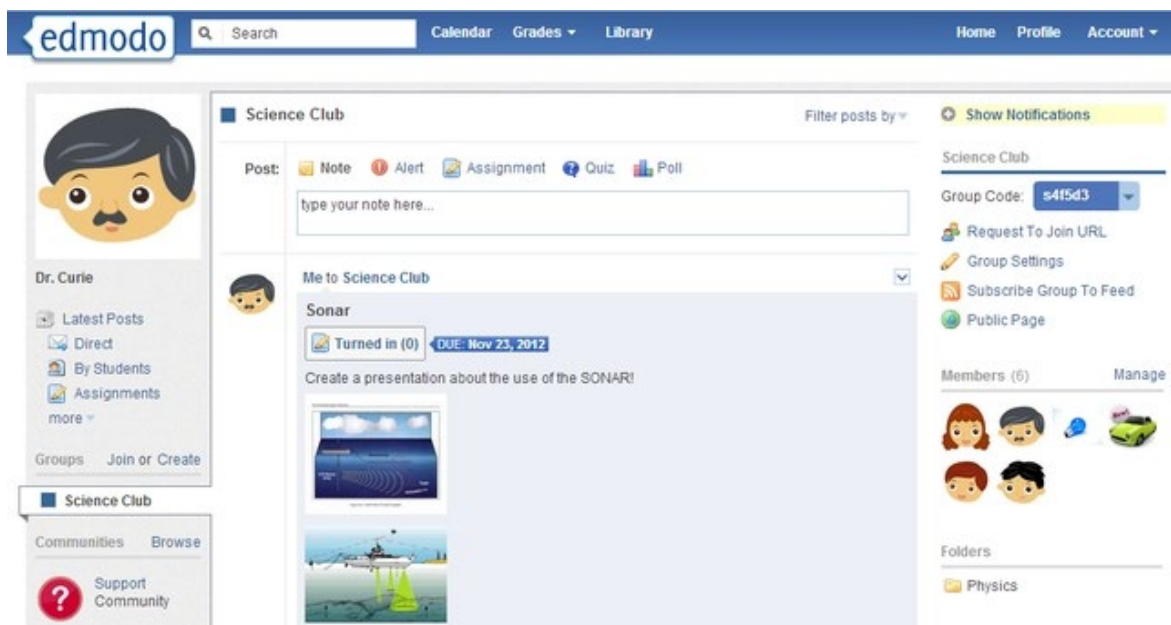 edmodo
Search
Calendar Grades Library
Home Profile Account
Dr. Curie
Latest Posts
Direct
By Students
Assignments
more
Groups Join or Create
Science Club
Communities Browse
Support
Community
Science Club
Filter posts by
Post: Note Alert Assignment Quiz Poll
type your note here...
Me to Science Club
Sonar
Turned in (0) DUE: Nov 23, 2012
Create a presentation about the use of the SONAR!
Show Notifications
Science Club
Group Code: s4f5d3
Request To Join URL
Group Settings
Subscribe Group To Feed
Public Page
Members (6) Manage
Folders
Physics